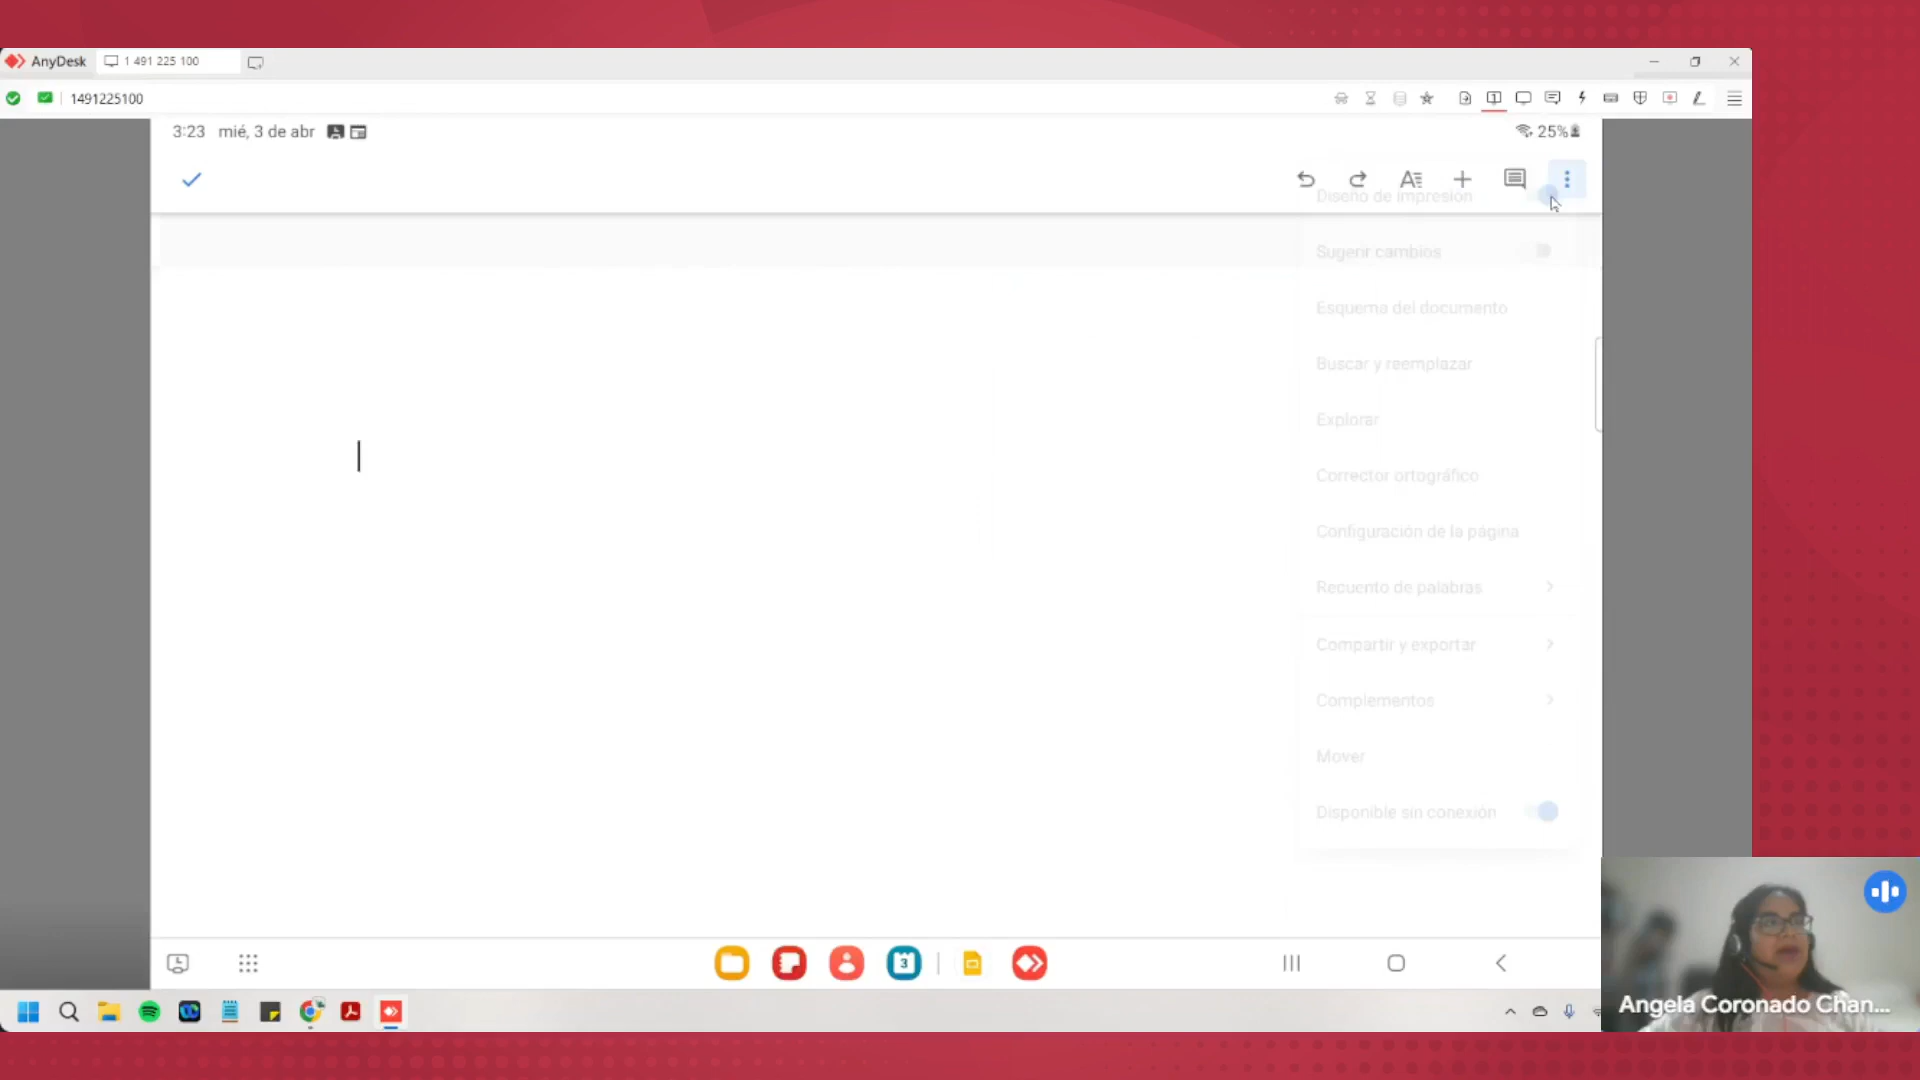 AnyDesk
1 491 225 100
1491225100
3:23 mié, 3 de abr
25%
Diseño de impresión
Sugerir cambios
Esquema del documento
Buscar y reemplazar
Explorar
Corrector ortográfico
Configuración de la página
Recuento de palabras
Compartir y exportar
Complementos
Mover
Disponible sin conexión
3
Angela Coronado Chan...